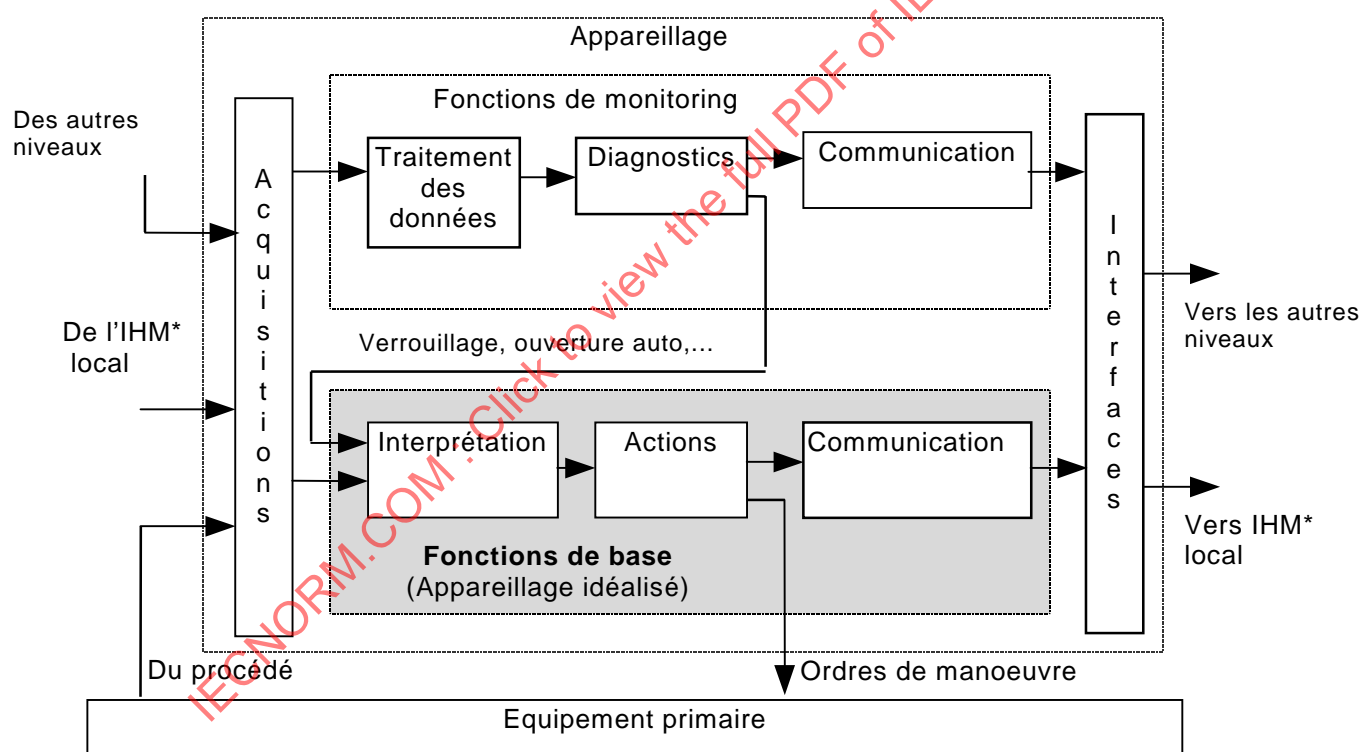 Appareillage
Fonctions de monitoring
Des autres
niveaux
Traitement
des
données
Diagnostics
Communication
Acquisitions
Interfaces
De l'IHM*
local
Verrouillage, ouverture auto,...
Vers les autres
niveaux
Interprétation
Actions
Communication
Fonctions de base
(Appareillage idéalisé)
Vers IHM*
local
Du procédé
Ordres de manoeuvre
Equipement primaire
IECNORM.COM : Click to view the full PDF of